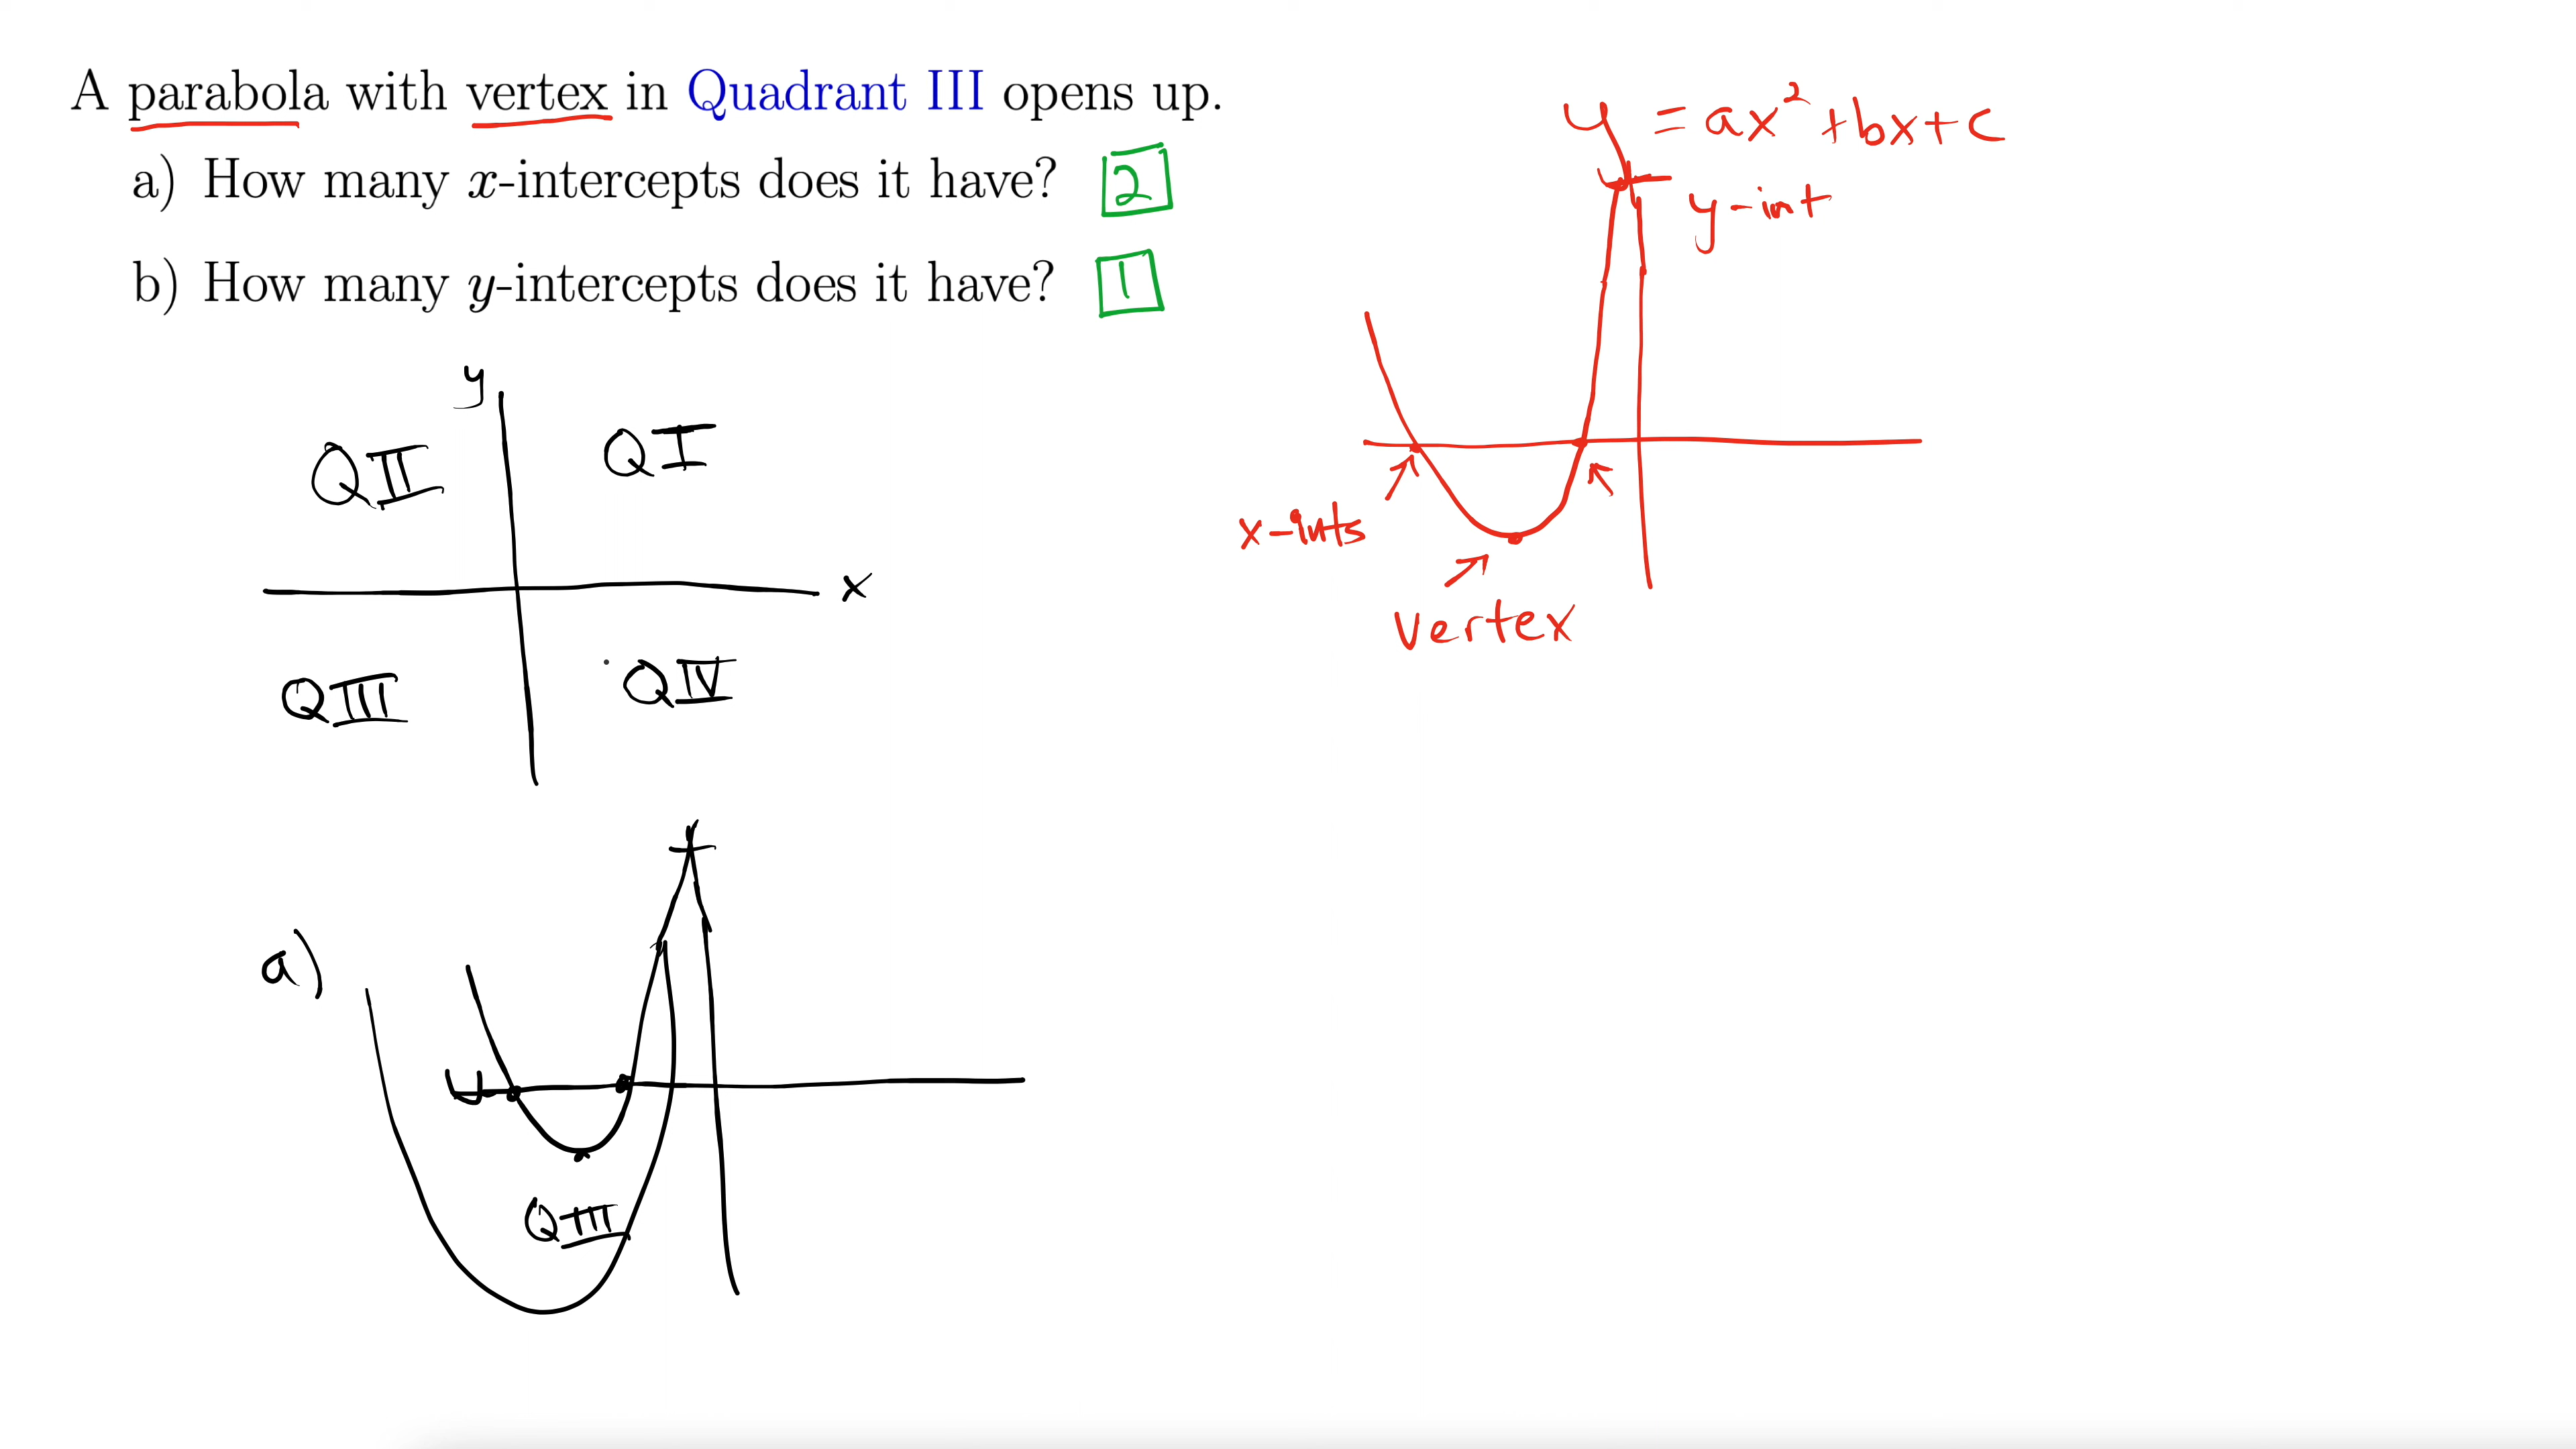 A parabola with vertex in Quadrant III opens up.
a) How many x-intercepts does it have? 2
b) How many y-intercepts does it have? 1
y = ax² + bx + c
y-int
x-ints
vertex
y
QII
QI
x
QIII
QIV
a)
QIII